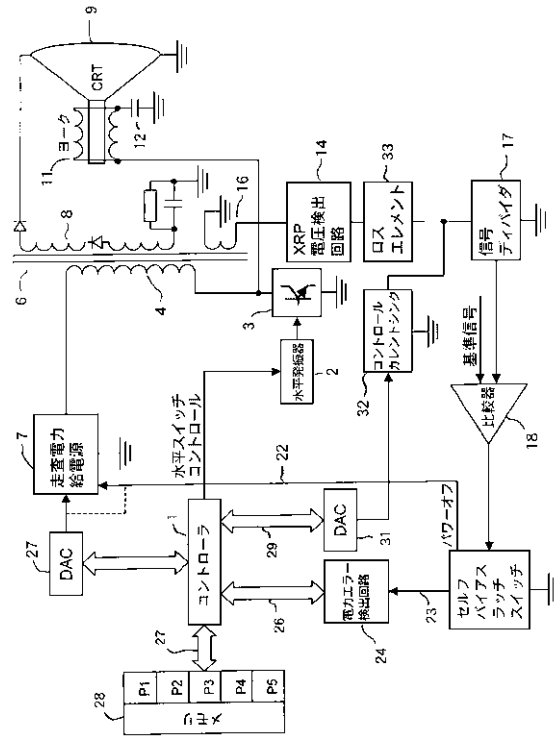 9
CRT
ヨーク
11
12
8
16
6
4
3
14
XRP
電圧検出
回路
33
ロス
エレメント
17
信号
ディバイダ
コントロール
カレントシンク
32
基準信号
比較器
18
水平発振器
2
水平スイッチ
コントロール
7
走査電力
給電源
22
パワーオフ
27
DAC
1
コントローラ
29
DAC
31
26
電力エラー
検出回路
24
23
セルフ
バイアス
ラッチ
スイッチ
27
28
メモリ
P1
P2
P3
P4
P5